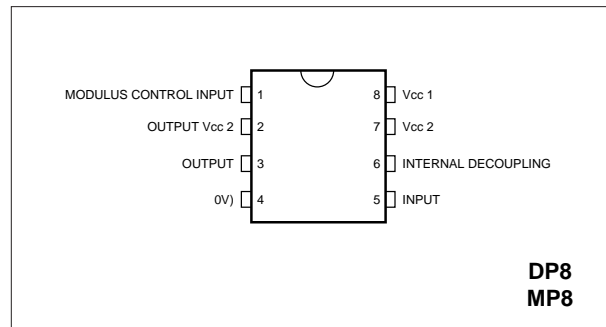 MODULUS CONTROL INPUT 1 8 Vcc 1
OUTPUT Vcc 2 2 7 Vcc 2
OUTPUT 3 6 INTERNAL DECOUPLING
0V) 4 5 INPUT
DP8
MP8